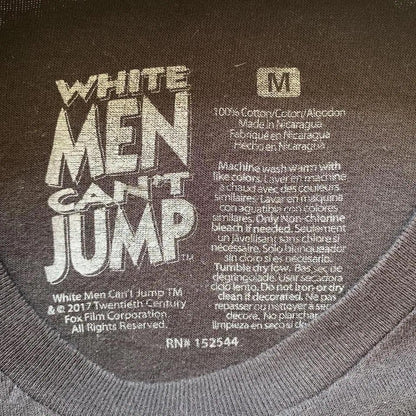 WHITE
MEN
CAN'T
JUMP™
White Men Can't Jump TM
& © 2017 Twentieth Century
Fox Film Corporation
All Rights Reserved.
RN# 152544
M
100% Cotton/Coton/Algodon
Made in Nicaragua
Fabriqué en Nicaragua
Hecho en Nicaragua
Machine wash warm with
like colors. Laver en machine
à chaud avec des couleurs
similaires. Lavar en maquina
con agua tibia con colores
similares. Only Non-chlorine
bleach if needed. Seulement
un javellisant sans chlore si
nécessaire. Solo blanqueador
sin cloro si es necesario.
Tumble dry low. Bas sec de
dégringolade. Usar secadora
ciclo lento. Do not iron or dry
clean if decorated. Ne pas
repasser ou nettoyer a sec
si décoré. No planchar
limpieza en seco si